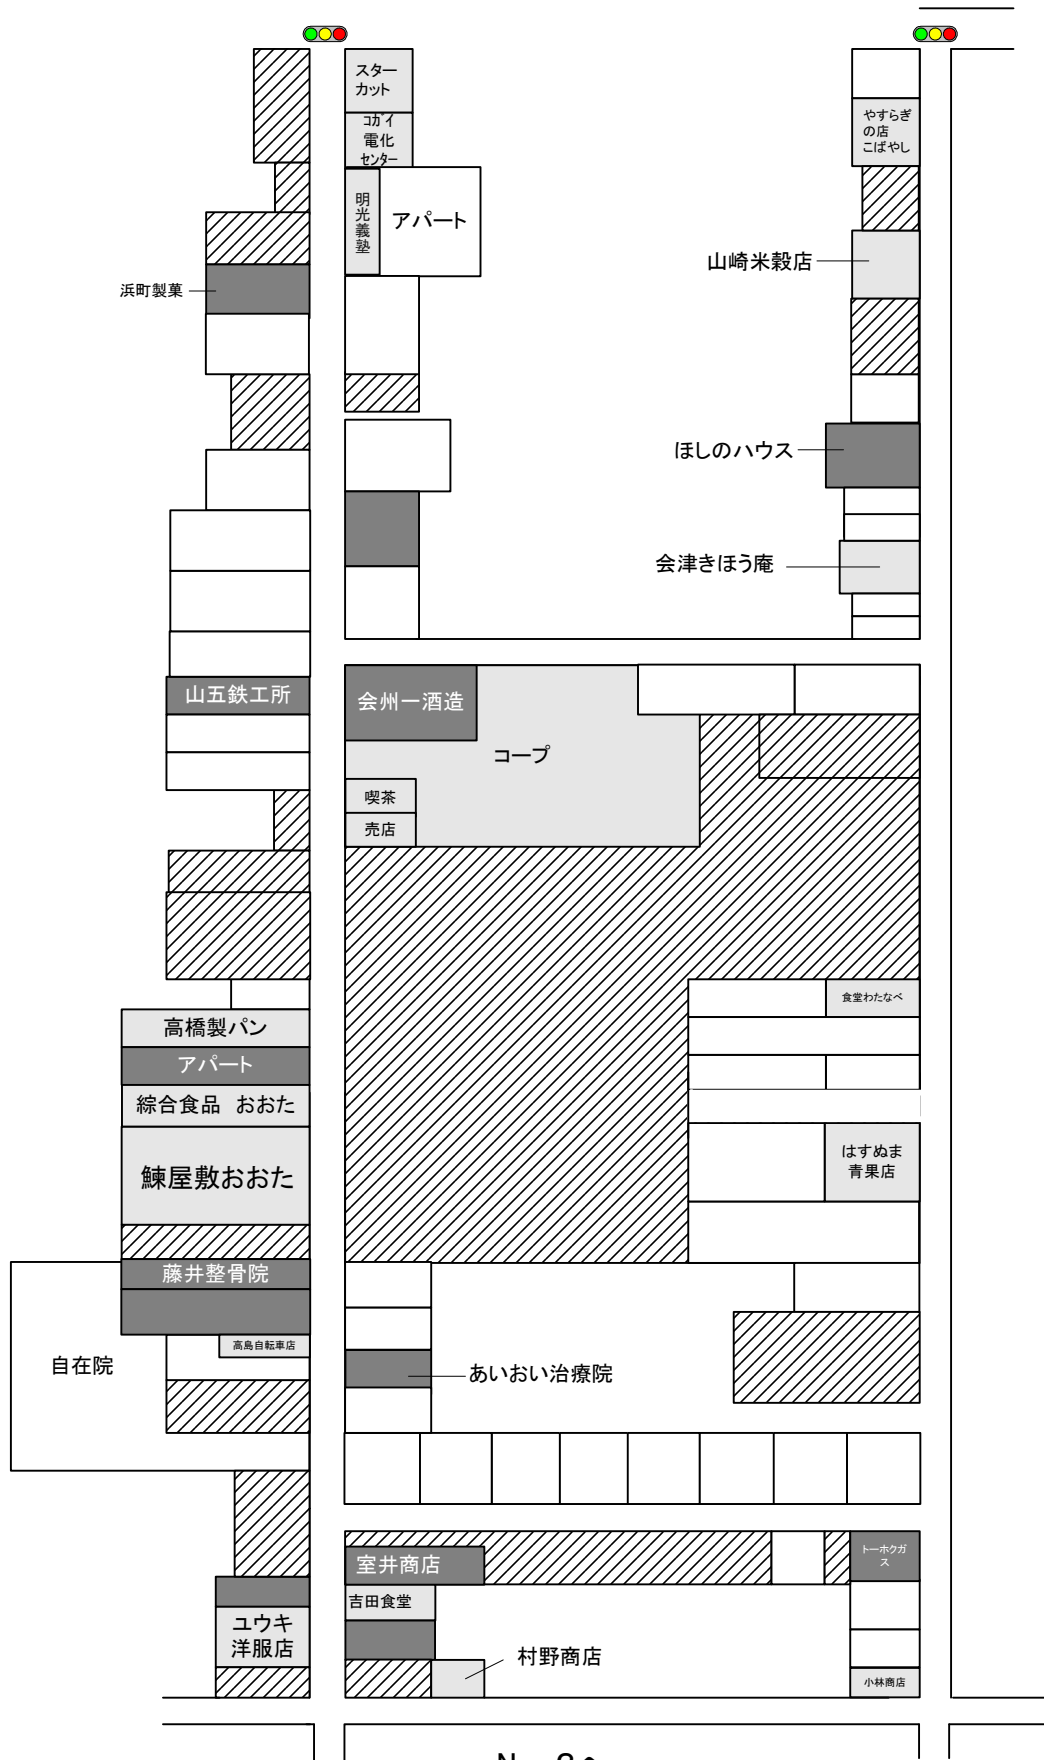 スター
カット
コガイ
電化
センター
明光義塾
アパート
やすらぎ
の店
こばやし
山崎米穀店
浜町製菓
ほしのハウス
会津きほう庵
山五鉄工所
会州一酒造
コープ
喫茶
売店
食堂わたなべ
高橋製パン
アパート
綜合食品　おおた
鰊屋敷おおた
はすぬま
青果店
藤井整骨院
高島自転車店
自在院
あいおい治療院
室井商店
トーホクガ
ス
吉田食堂
ユウキ
洋服店
村野商店
小林商店